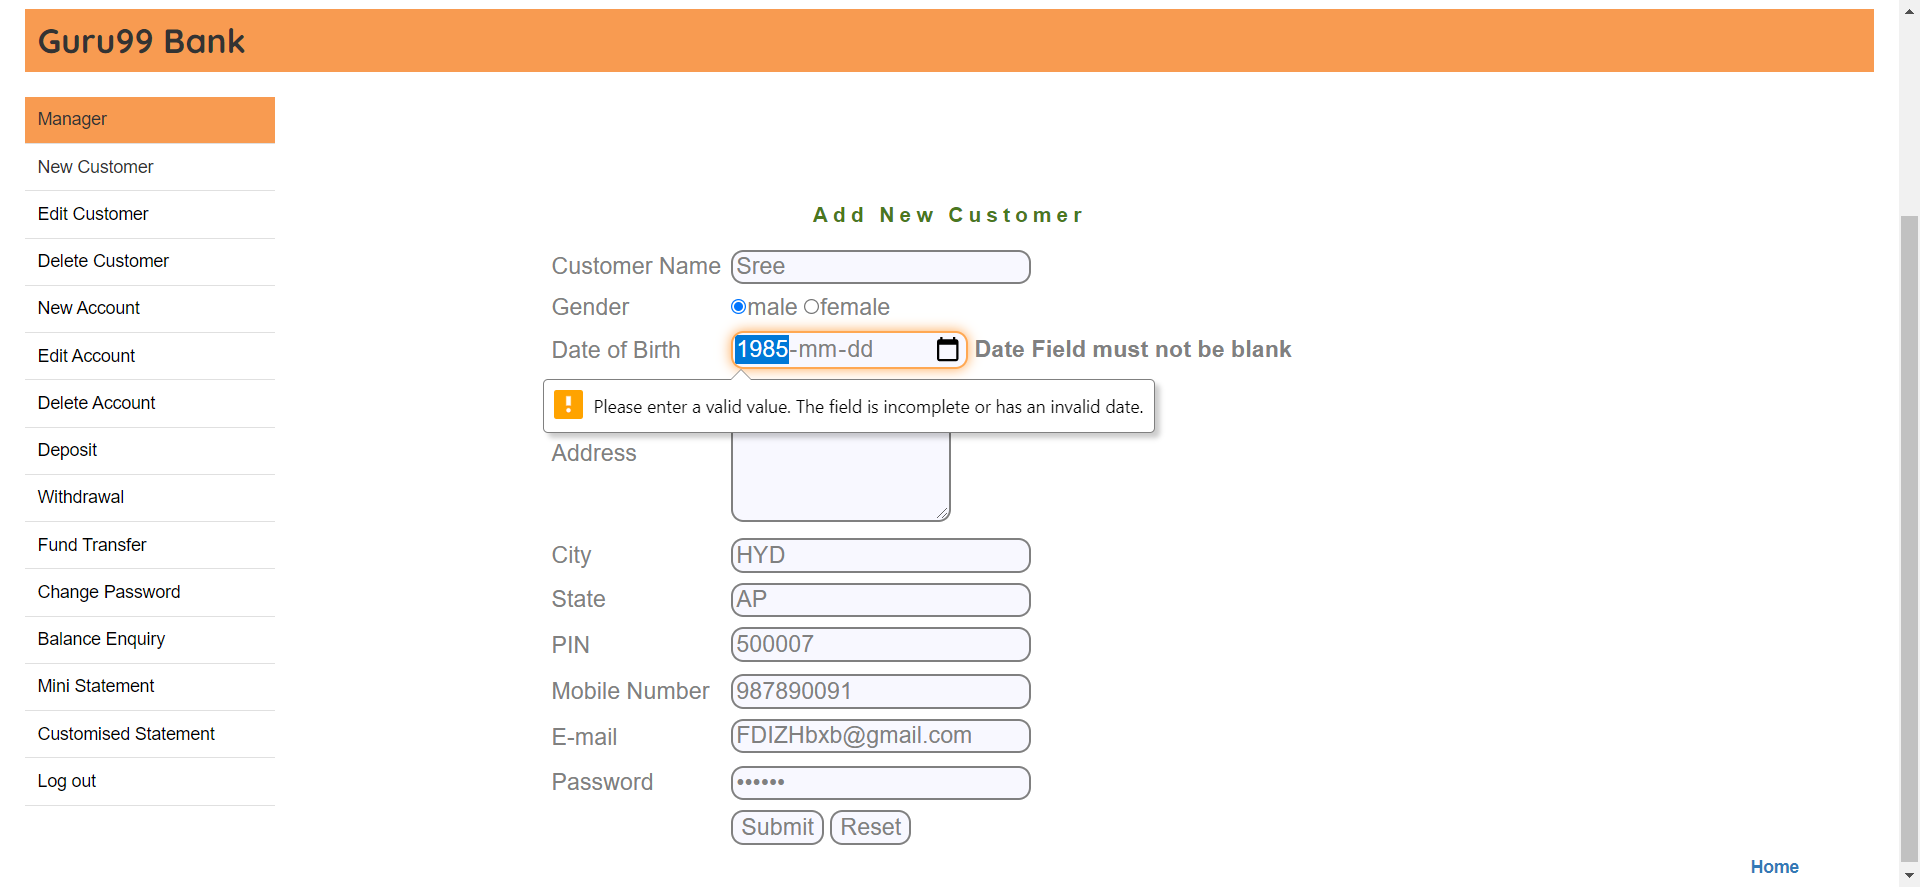 Guru99 Bank
Manager
New Customer
Edit Customer
Delete Customer
New Account
Edit Account
Delete Account
Deposit
Withdrawal
Fund Transfer
Change Password
Balance Enquiry
Mini Statement
Customised Statement
Log out
Add New Customer
Customer Name Sree
Gender male female
Date of Birth 1985-mm-dd Date Field must not be blank
Please enter a valid value. The field is incomplete or has an invalid date.
Address
City HYD
State AP
PIN 500007
Mobile Number 987890091
E-mail FDIZHbxb@gmail.com
Password ••••••
Submit Reset
Home